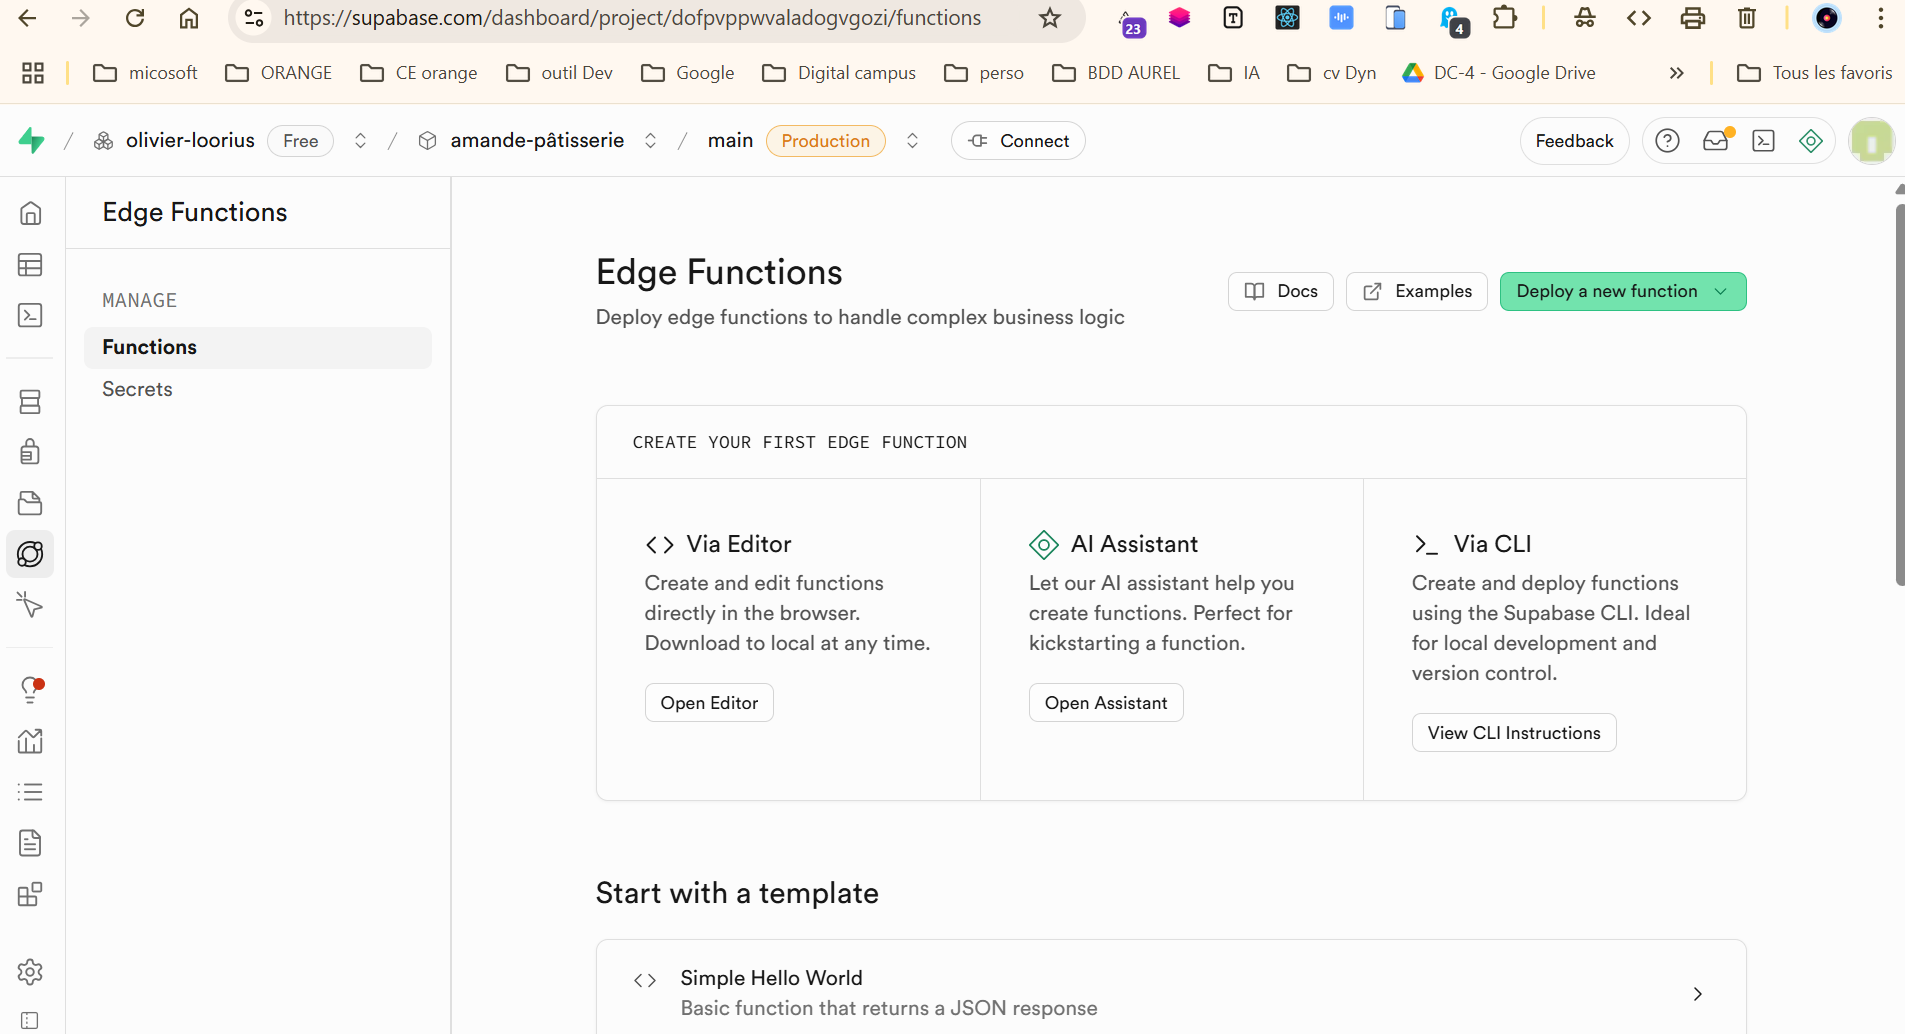 https://supabase.com/dashboard/project/dofpvppwvaladogvgozi/functions
23
4
micosoft
ORANGE
CE orange
outil Dev
Google
Digital campus
perso
BDD AUREL
IA
cv Dyn
DC-4 - Google Drive
Tous les favoris
olivier-loorius
Free
amande-pâtisserie
main
Production
Connect
Feedback
Edge Functions
MANAGE
Functions
Secrets
Edge Functions
Deploy edge functions to handle complex business logic
Docs
Examples
Deploy a new function
CREATE YOUR FIRST EDGE FUNCTION
Via Editor
Create and edit functions
directly in the browser.
Download to local at any time.
Open Editor
AI Assistant
Let our AI assistant help you
create functions. Perfect for
kickstarting a function.
Open Assistant
Via CLI
Create and deploy functions
using the Supabase CLI. Ideal
for local development and
version control.
View CLI Instructions
Start with a template
Simple Hello World
Basic function that returns a JSON response